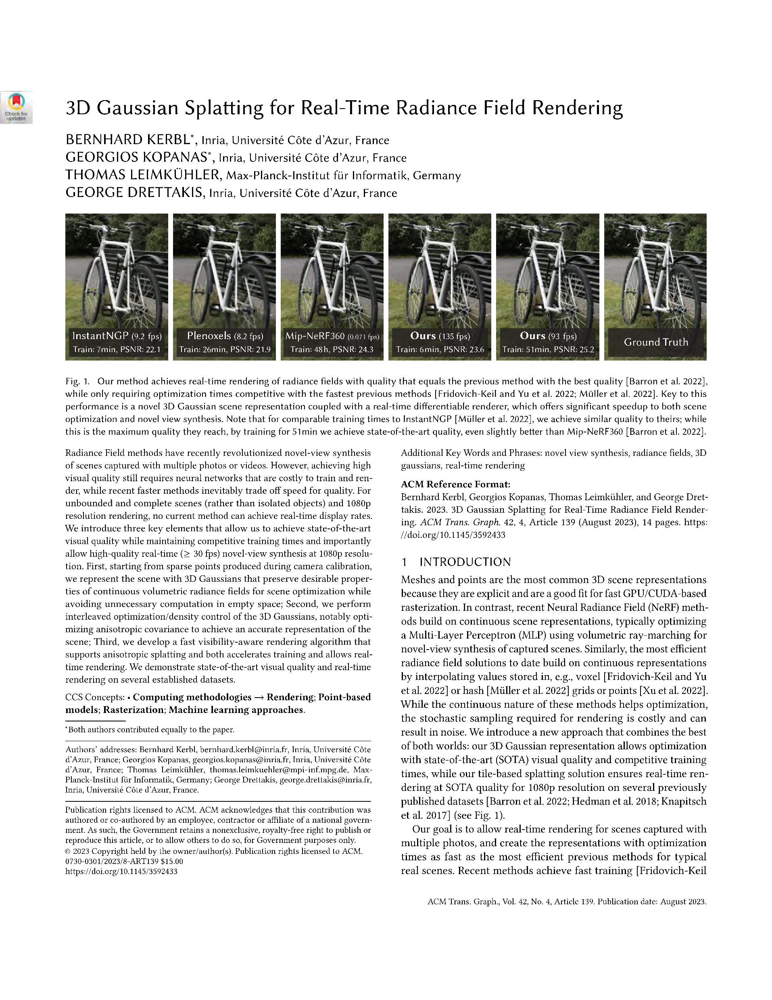 Check for
updates
3D Gaussian Splatting for Real-Time Radiance Field Rendering
BERNHARD KERBL*, Inria, Université Côte d'Azur, France
GEORGIOS KOPANAS*, Inria, Université Côte d'Azur, France
THOMAS LEIMKÜHLER, Max-Planck-Institut für Informatik, Germany
GEORGE DRETTAKIS, Inria, Université Côte d'Azur, France
InstantNGP (9.2 fps)
Train: 7min, PSNR: 22.1
Plenoxels (8.2 fps)
Train: 26min, PSNR: 21.9
Mip-NeRF360 (0.071 fps)
Train: 48h, PSNR: 24.3
Ours (135 fps)
Train: 6min, PSNR: 23.6
Ours (93 fps)
Train: 51min, PSNR: 25.2
Ground Truth
Fig. 1. Our method achieves real-time rendering of radiance fields with quality that equals the previous method with the best quality [Barron et al. 2022],
while only requiring optimization times competitive with the fastest previous methods [Fridovich-Keil and Yu et al. 2022; Müller et al. 2022]. Key to this
performance is a novel 3D Gaussian scene representation coupled with a real-time differentiable renderer, which offers significant speedup to both scene
optimization and novel view synthesis. Note that for comparable training times to InstantNGP [Müller et al. 2022], we achieve similar quality to theirs; while
this is the maximum quality they reach, by training for 51min we achieve state-of-the-art quality, even slightly better than Mip-NeRF360 [Barron et al. 2022].
Radiance Field methods have recently revolutionized novel-view synthesis
of scenes captured with multiple photos or videos. However, achieving high
visual quality still requires neural networks that are costly to train and ren-
der, while recent faster methods inevitably trade off speed for quality. For
unbounded and complete scenes (rather than isolated objects) and 1080p
resolution rendering, no current method can achieve real-time display rates.
We introduce three key elements that allow us to achieve state-of-the-art
visual quality while maintaining competitive training times and importantly
allow high-quality real-time (≥ 30 fps) novel-view synthesis at 1080p resolu-
tion. First, starting from sparse points produced during camera calibration,
we represent the scene with 3D Gaussians that preserve desirable proper-
ties of continuous volumetric radiance fields for scene optimization while
avoiding unnecessary computation in empty space; Second, we perform
interleaved optimization/density control of the 3D Gaussians, notably opti-
mizing anisotropic covariance to achieve an accurate representation of the
scene; Third, we develop a fast visibility-aware rendering algorithm that
supports anisotropic splatting and both accelerates training and allows real-
time rendering. We demonstrate state-of-the-art visual quality and real-time
rendering on several established datasets.
CCS Concepts: • Computing methodologies → Rendering; Point-based
models; Rasterization; Machine learning approaches.
*Both authors contributed equally to the paper.
Authors' addresses: Bernhard Kerbl, bernhard.kerbl@inria.fr, Inria, Université Côte
d'Azur, France; Georgios Kopanas, georgios.kopanas@inria.fr, Inria, Université Côte
d'Azur, France; Thomas Leimkühler, thomas.leimkuehler@mpi-inf.mpg.de, Max-
Planck-Institut für Informatik, Germany; George Drettakis, george.drettakis@inria.fr,
Inria, Université Côte d'Azur, France.
Publication rights licensed to ACM. ACM acknowledges that this contribution was
authored or co-authored by an employee, contractor or affiliate of a national govern-
ment. As such, the Government retains a nonexclusive, royalty-free right to publish or
reproduce this article, or to allow others to do so, for Government purposes only.
© 2023 Copyright held by the owner/author(s). Publication rights licensed to ACM.
0730-0301/2023/8-ART139 $15.00
https://doi.org/10.1145/3592433
Additional Key Words and Phrases: novel view synthesis, radiance fields, 3D
gaussians, real-time rendering
ACM Reference Format:
Bernhard Kerbl, Georgios Kopanas, Thomas Leimkühler, and George Dret-
takis. 2023. 3D Gaussian Splatting for Real-Time Radiance Field Render-
ing. ACM Trans. Graph. 42, 4, Article 139 (August 2023), 14 pages. https:
//doi.org/10.1145/3592433
1 INTRODUCTION
Meshes and points are the most common 3D scene representations
because they are explicit and are a good fit for fast GPU/CUDA-based
rasterization. In contrast, recent Neural Radiance Field (NeRF) meth-
ods build on continuous scene representations, typically optimizing
a Multi-Layer Perceptron (MLP) using volumetric ray-marching for
novel-view synthesis of captured scenes. Similarly, the most efficient
radiance field solutions to date build on continuous representations
by interpolating values stored in, e.g., voxel [Fridovich-Keil and Yu
et al. 2022] or hash [Müller et al. 2022] grids or points [Xu et al. 2022].
While the continuous nature of these methods helps optimization,
the stochastic sampling required for rendering is costly and can
result in noise. We introduce a new approach that combines the best
of both worlds: our 3D Gaussian representation allows optimization
with state-of-the-art (SOTA) visual quality and competitive training
times, while our tile-based splatting solution ensures real-time ren-
dering at SOTA quality for 1080p resolution on several previously
published datasets [Barron et al. 2022; Hedman et al. 2018; Knapitsch
et al. 2017] (see Fig. 1).
Our goal is to allow real-time rendering for scenes captured with
multiple photos, and create the representations with optimization
times as fast as the most efficient previous methods for typical
real scenes. Recent methods achieve fast training [Fridovich-Keil
ACM Trans. Graph., Vol. 42, No. 4, Article 139. Publication date: August 2023.